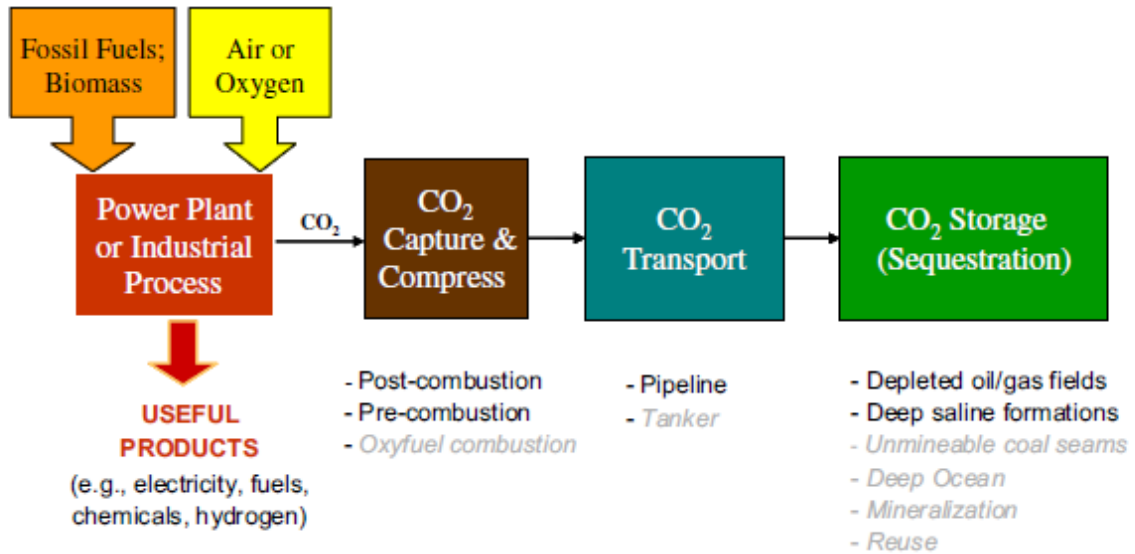 Fossil Fuels;
Biomass
Air or
Oxygen
Power Plant
or Industrial
Process
CO₂
CO₂
Capture &
Compress
CO₂
Transport
CO₂ Storage
(Sequestration)
USEFUL
PRODUCTS
(e.g., electricity, fuels,
chemicals, hydrogen)
- Post-combustion
- Pre-combustion
- Oxyfuel combustion
- Pipeline
- Tanker
- Depleted oil/gas fields
- Deep saline formations
- Unmineable coal seams
- Deep Ocean
- Mineralization
- Reuse